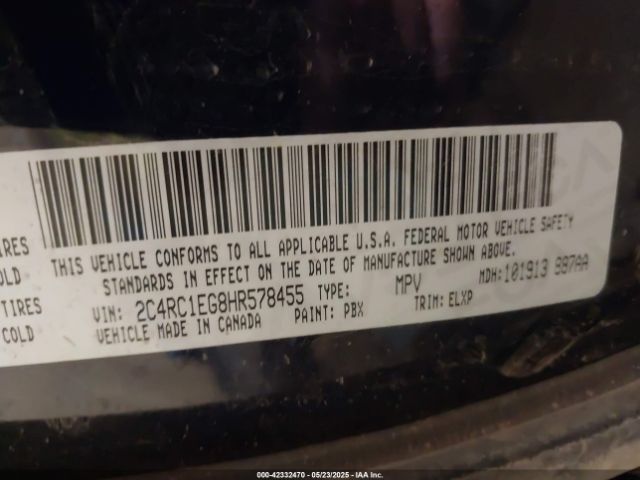 IRES
THIS VEHICLE CONFORMS TO ALL APPLICABLE U.S.A. FEDERAL MOTOR VEHICLE SAFETY
OLD
STANDARDS IN EFFECT ON THE DATE OF MANUFACTURE SHOWN ABOVE.
TIRES
VIN: 2C4RC1EG8HR578455 TYPE: MPV MDH:101913 987AA
COLD
VEHICLE MADE IN CANADA PAINT: PBX TRIM: ELXP
000-42332470 - 05/23/2025 - IAA Inc.